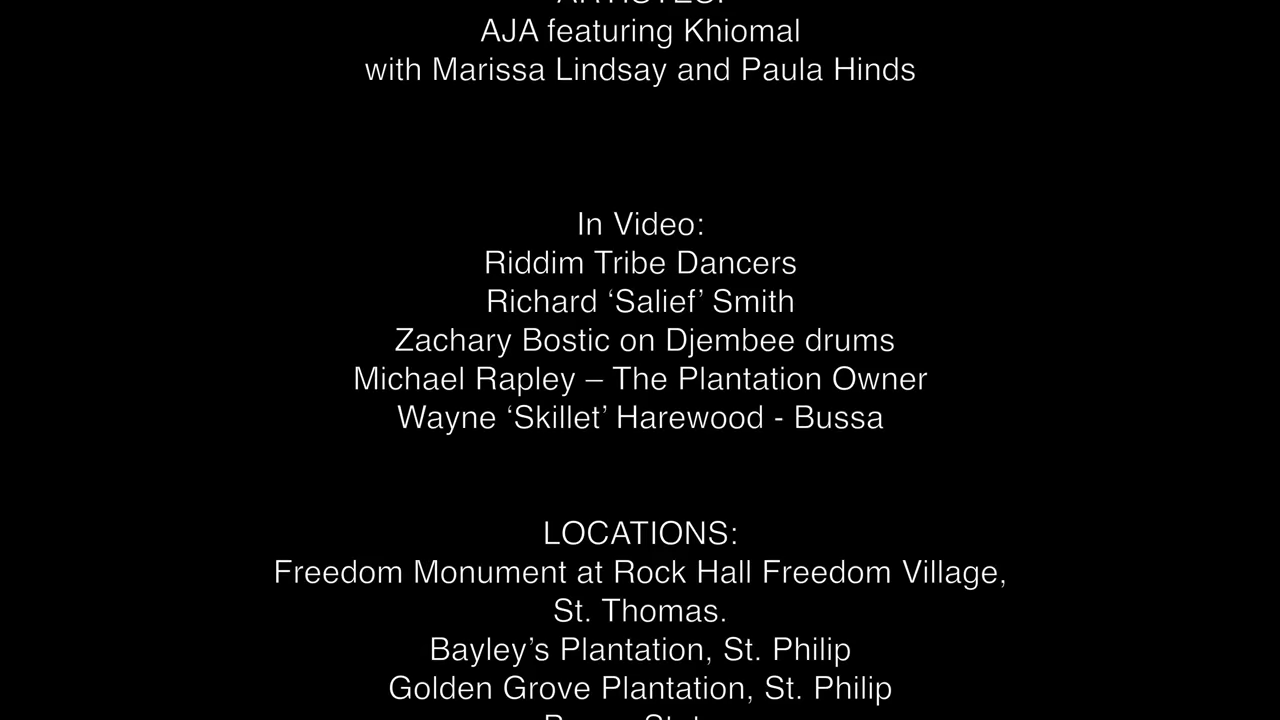 ARTISTES:
AJA featuring Khiomal
with Marissa Lindsay and Paula Hinds
In Video:
Riddim Tribe Dancers
Richard ‘Salief’ Smith
Zachary Bostic on Djembee drums
Michael Rapley – The Plantation Owner
Wayne ‘Skillet’ Harewood - Bussa
LOCATIONS:
Freedom Monument at Rock Hall Freedom Village,
St. Thomas.
Bayley’s Plantation, St. Philip
Golden Grove Plantation, St. Philip